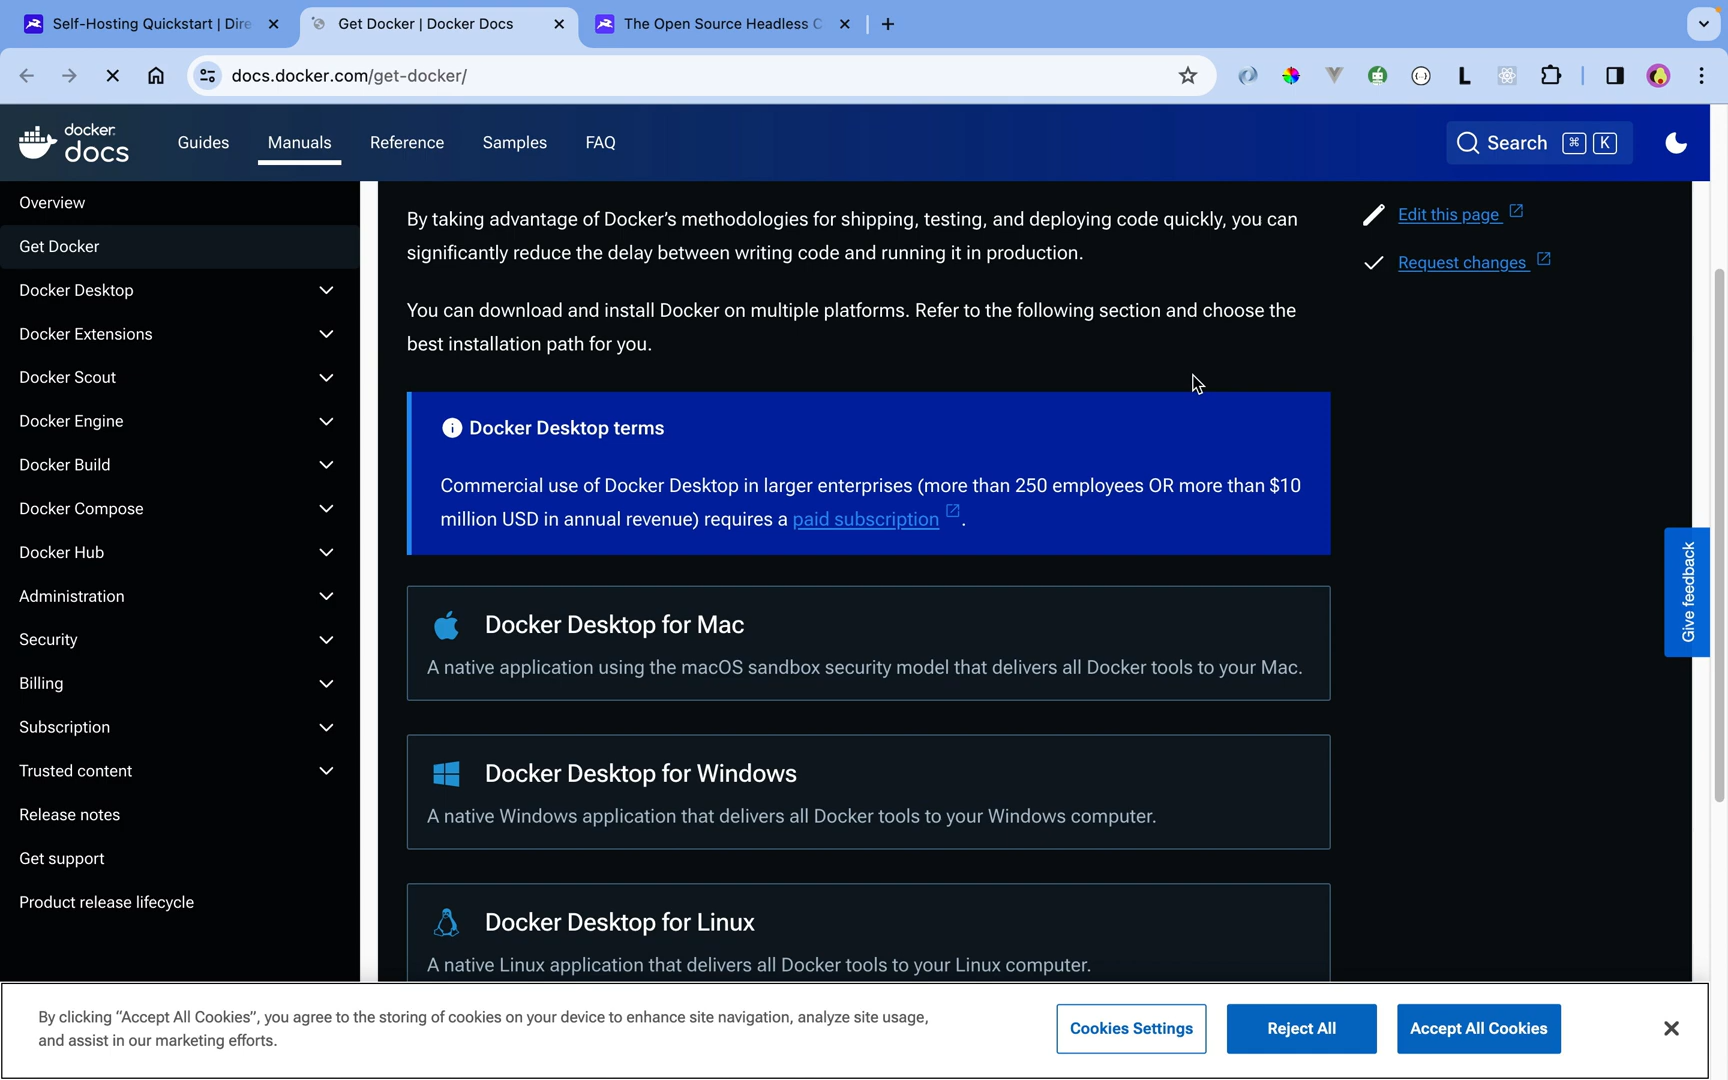 Self-Hosting Quickstart | Dire
Get Docker | Docker Docs
The Open Source Headless C
docs.docker.com/get-docker/
docker
docs
Guides
Manuals
Reference
Samples
FAQ
Search ⌘ K
Overview
Get Docker
Docker Desktop
Docker Extensions
Docker Scout
Docker Engine
Docker Build
Docker Compose
Docker Hub
Administration
Security
Billing
Subscription
Trusted content
Release notes
Get support
Product release lifecycle
By taking advantage of Docker’s methodologies for shipping, testing, and deploying code quickly, you can
significantly reduce the delay between writing code and running it in production.
You can download and install Docker on multiple platforms. Refer to the following section and choose the
best installation path for you.
Docker Desktop terms
Commercial use of Docker Desktop in larger enterprises (more than 250 employees OR more than $10
million USD in annual revenue) requires a paid subscription.
Docker Desktop for Mac
A native application using the macOS sandbox security model that delivers all Docker tools to your Mac.
Docker Desktop for Windows
A native Windows application that delivers all Docker tools to your Windows computer.
Docker Desktop for Linux
A native Linux application that delivers all Docker tools to your Linux computer.
Edit this page
Request changes
Give feedback
By clicking “Accept All Cookies”, you agree to the storing of cookies on your device to enhance site navigation, analyze site usage,
and assist in our marketing efforts.
Cookies Settings
Reject All
Accept All Cookies